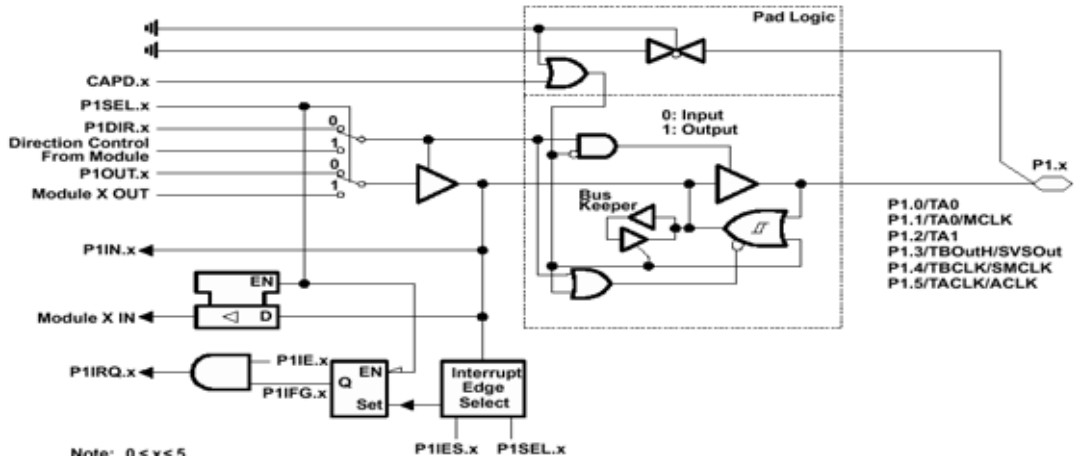 Pad Logic
CAPD.x
P1SEL.x
P1DIR.x
0
Direction Control
From Module
1
P1OUT.x
0
Module X OUT
1
0: Input
1: Output
Bus
Keeper
P1.x
P1.0/TA0
P1.1/TA0/MCLK
P1.2/TA1
P1.3/TBOutH/SVSOut
P1.4/TBCLK/SMCLK
P1.5/TACLK/ACLK
P1IN.x
EN
Module X IN
D
P1IRQ.x
P1IE.x
P1IFG.x
EN
Q
Set
Interrupt
Edge
Select
P1IES.x P1SEL.x
Note: 0 ≤ x ≤ 5